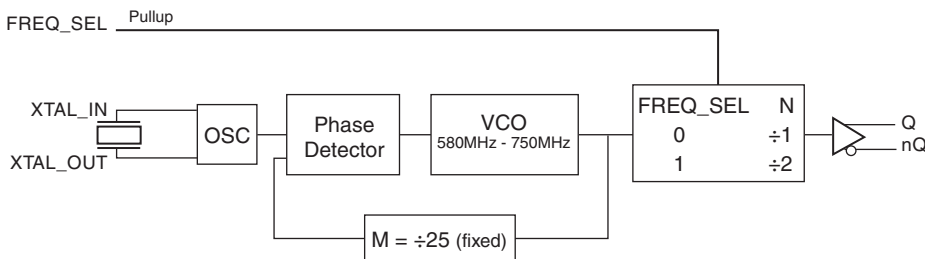 FREQ_SEL Pullup
XTAL_IN
XTAL_OUT
OSC
Phase
Detector
VCO
580MHz - 750MHz
FREQ_SEL N
0 ÷1
1 ÷2
Q
nQ
M = ÷25 (fixed)